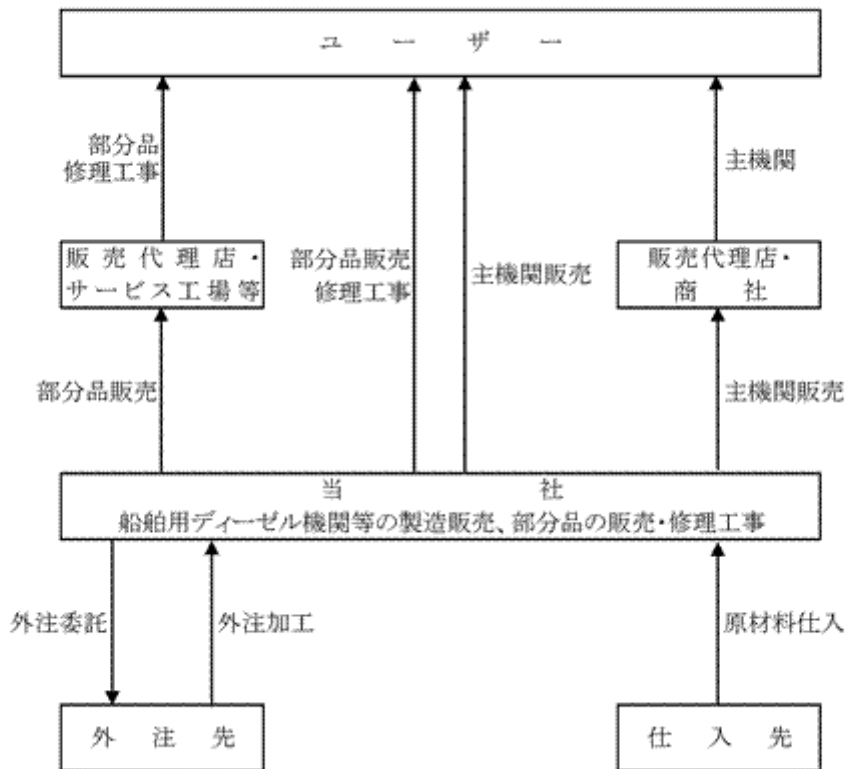 ユーザー
部分品
修理工事
主機関
販売代理店・
サービス工場等
部分品販売
修理工事
主機関販売
販売代理店・
商社
部分品販売
主機関販売
当社
船舶用ディーゼル機関等の製造販売、部分品の販売・修理工事
外注委託
外注加工
原材料仕入
外注先
仕入先